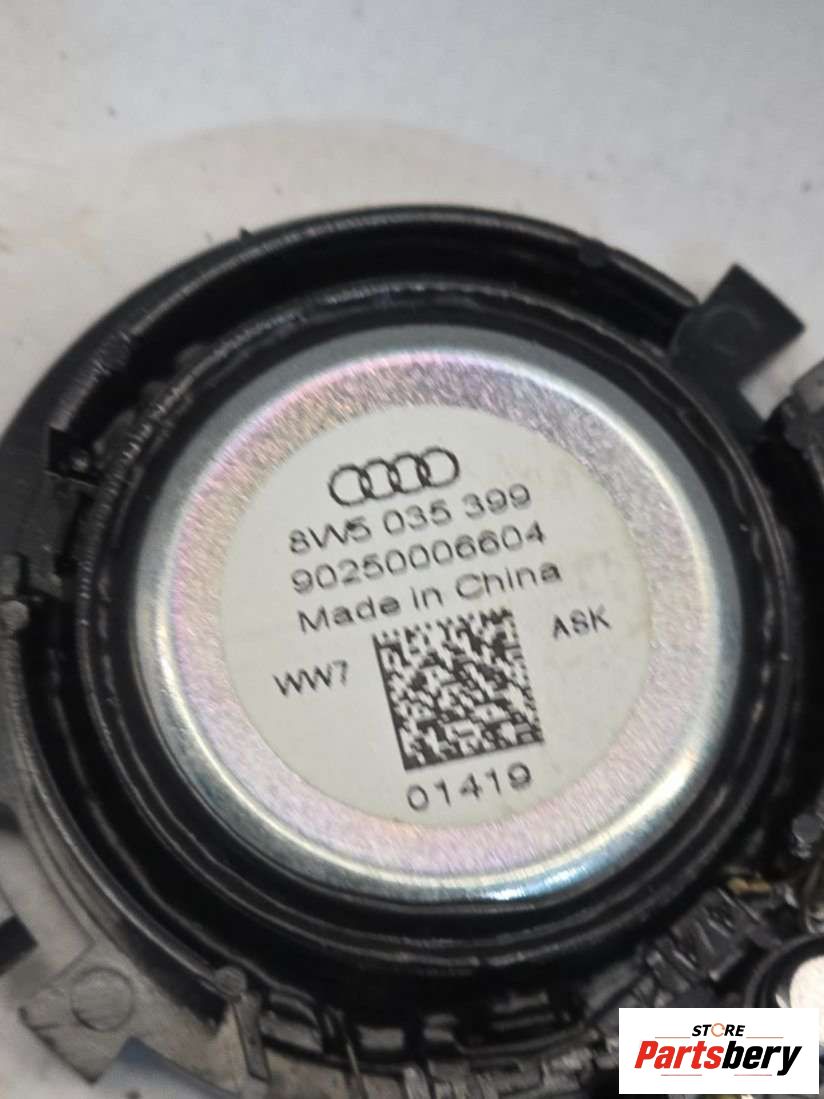 8W5 035 399
90250006604
Made in China
WW7
ASK
01419
STORE
Partsbery